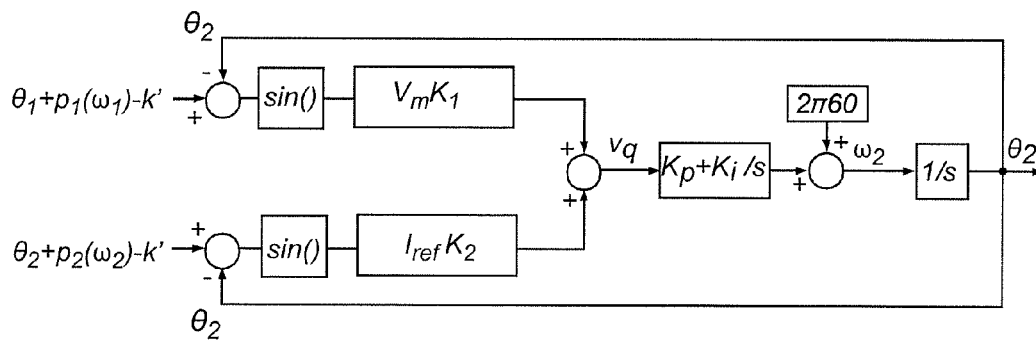 θ2
-
θ1+p1(ω1)-k'
+
sin()
VmK1
2π60
+
+
vq
Kp+Ki/s
+
ω2
1/s
θ2
+
θ2+p2(ω2)-k'
+
-
sin()
IrefK2
θ2